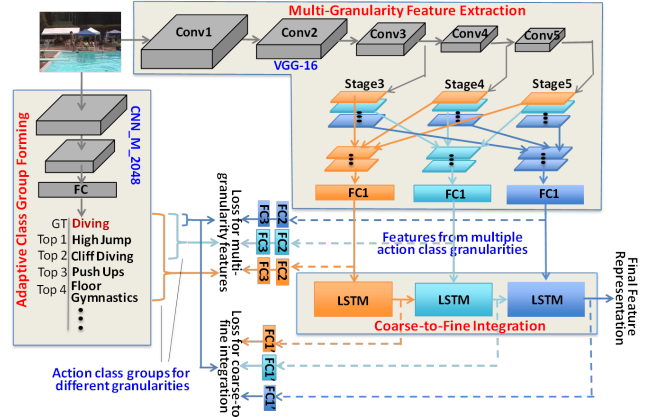 Multi-Granularity Feature Extraction
Conv1
Conv2
Conv3
Conv4
Conv5
VGG-16
Stage3
Stage4
Stage5
FC1
FC1
FC1
Adaptive Class Group Forming
CNN_M_2048
FC
GT Diving
Top 1 High Jump
Top 2 Cliff Diving
Top 3 Push Ups
Top 4 Floor
Gymnastics
Action class groups for
different granularities
Loss for multi-
granularity features
FC3 FC2
FC3 FC2
FC3 FC2
Features from multiple
action class granularities
LSTM
LSTM
LSTM
Coarse-to-Fine Integration
Final Feature
Representation
Loss for coarse-to
fine integration
FC1'
FC1'
FC1'